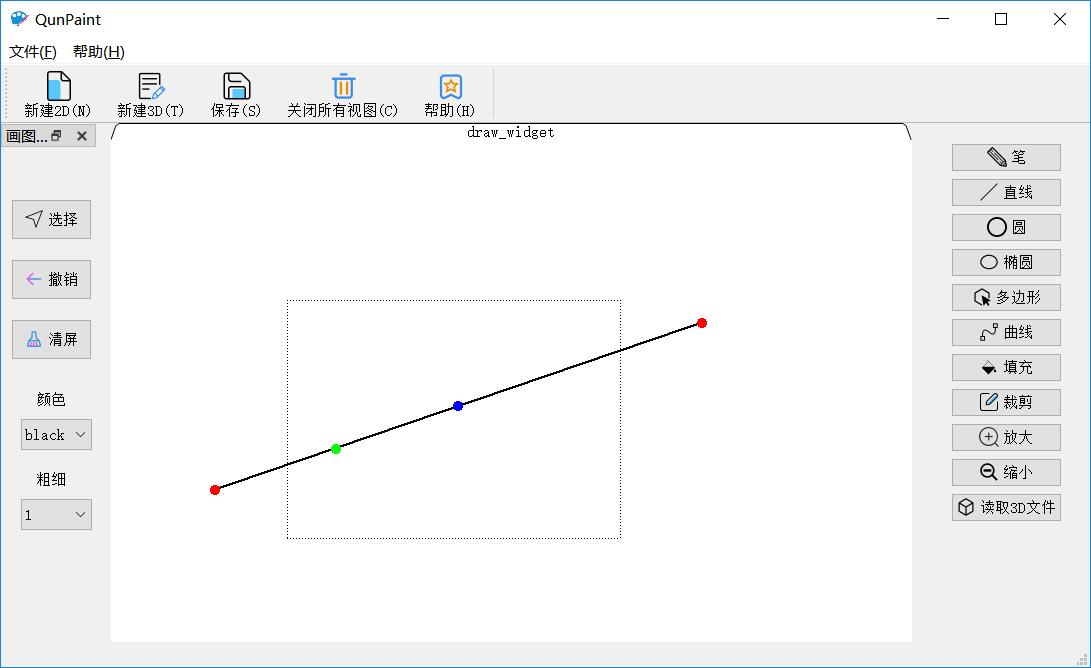 QunPaint
文件(F) 帮助(H)
新建2D(N) 新建3D(T) 保存(S) 关闭所有视图(C) 帮助(H)
画图...
draw_widget
选择
撤销
清屏
颜色
black
粗细
1
笔
直线
圆
椭圆
多边形
曲线
填充
裁剪
放大
缩小
读取3D文件